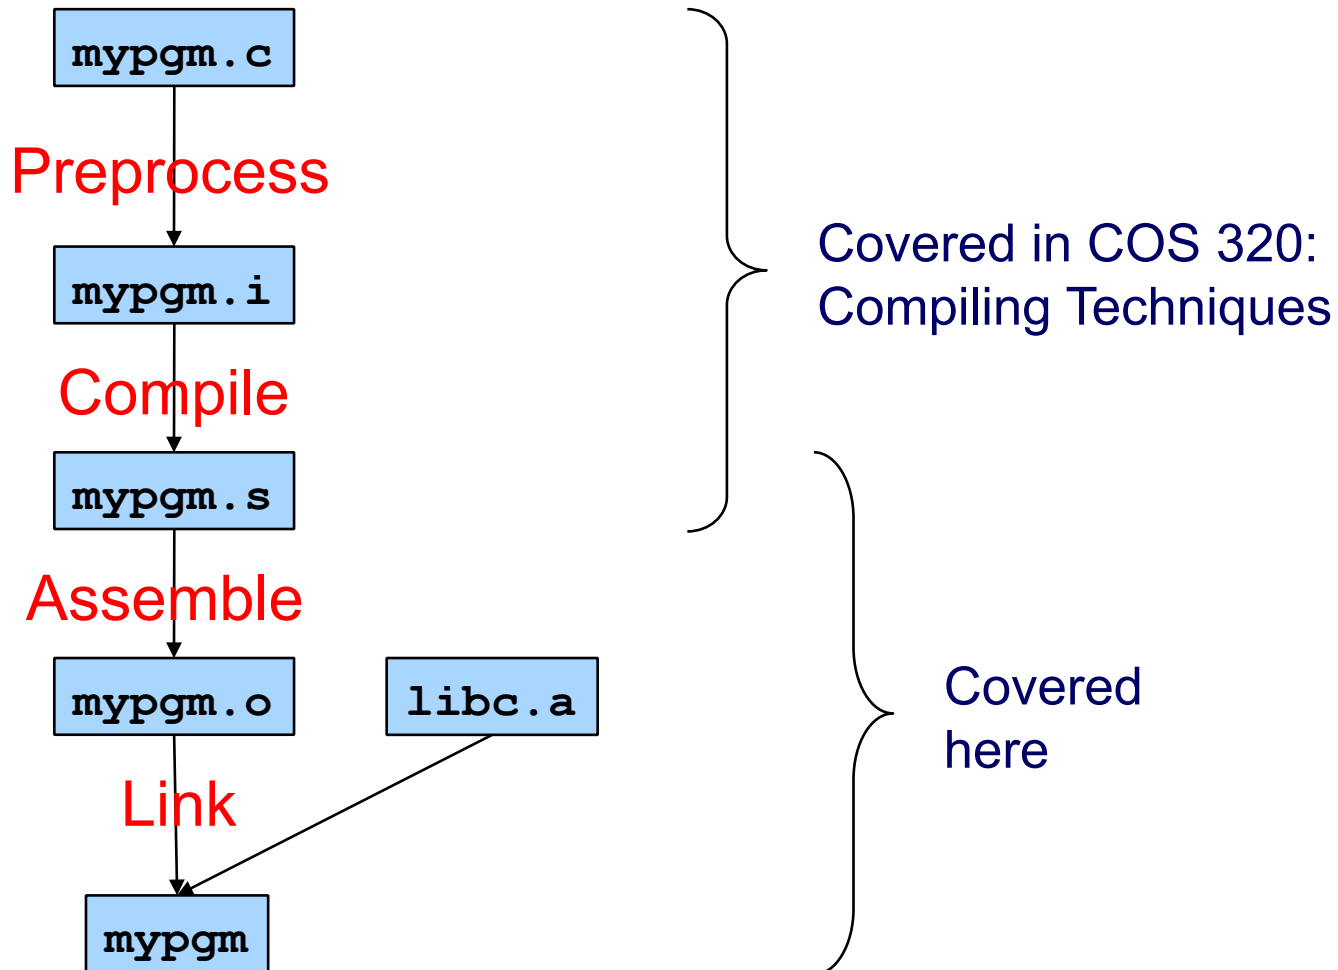 mypgm.c
Preprocess
mypgm.i
Covered in COS 320:
Compiling Techniques
Compile
mypgm.s
Assemble
mypgm.o
libc.a
Covered
here
Link
mypgm